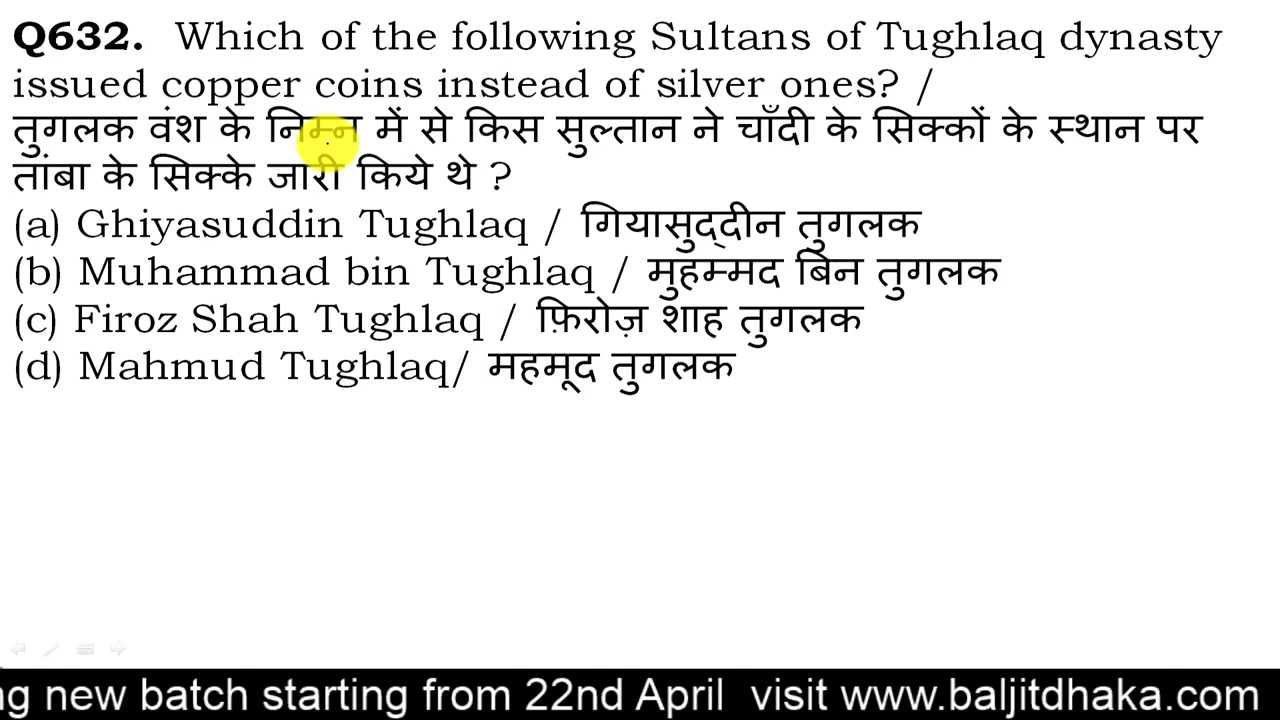 Q632. Which of the following Sultans of Tughlaq dynasty
issued copper coins instead of silver ones? /
तुगलक वंश के निम्न में से किस सुल्तान ने चाँदी के सिक्कों के स्थान पर
तांबा के सिक्के जारी किये थे ?
(a) Ghiyasuddin Tughlaq / गियासुद्दीन तुगलक
(b) Muhammad bin Tughlaq / मुहम्मद बिन तुगलक
(c) Firoz Shah Tughlaq / फ़िरोज़ शाह तुगलक
(d) Mahmud Tughlaq/ महमूद तुगलक
ng new batch starting from 22nd April visit www.baljitdhaka.com